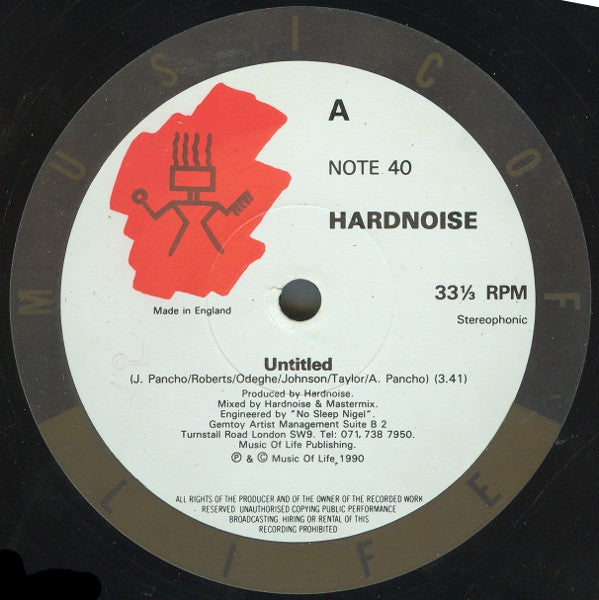 MUSIC OF
LIFE
A
NOTE 40
HARDNOISE
33⅓ RPM
Stereophonic
Made in England
Untitled
(J. Pancho/Roberts/Odeghe/Johnson/Taylor/A. Pancho) (3.41)
Produced by Hardnoise.
Mixed by Hardnoise & Mastermix.
Engineered by "No Sleep Nigel".
Gemtoy Artist Management Suite B 2
Turnstall Road London SW9. Tel: 071, 738 7950.
Music Of Life Publishing.
Ⓟ & © Music Of Life, 1990
ALL RIGHTS OF THE PRODUCER AND OF THE OWNER OF THE RECORDED WORK
RESERVED UNAUTHORISED COPYING PUBLIC PERFORMANCE
BROADCASTING. HIRING OR RENTAL OF THIS
RECORDING PROHIBITED